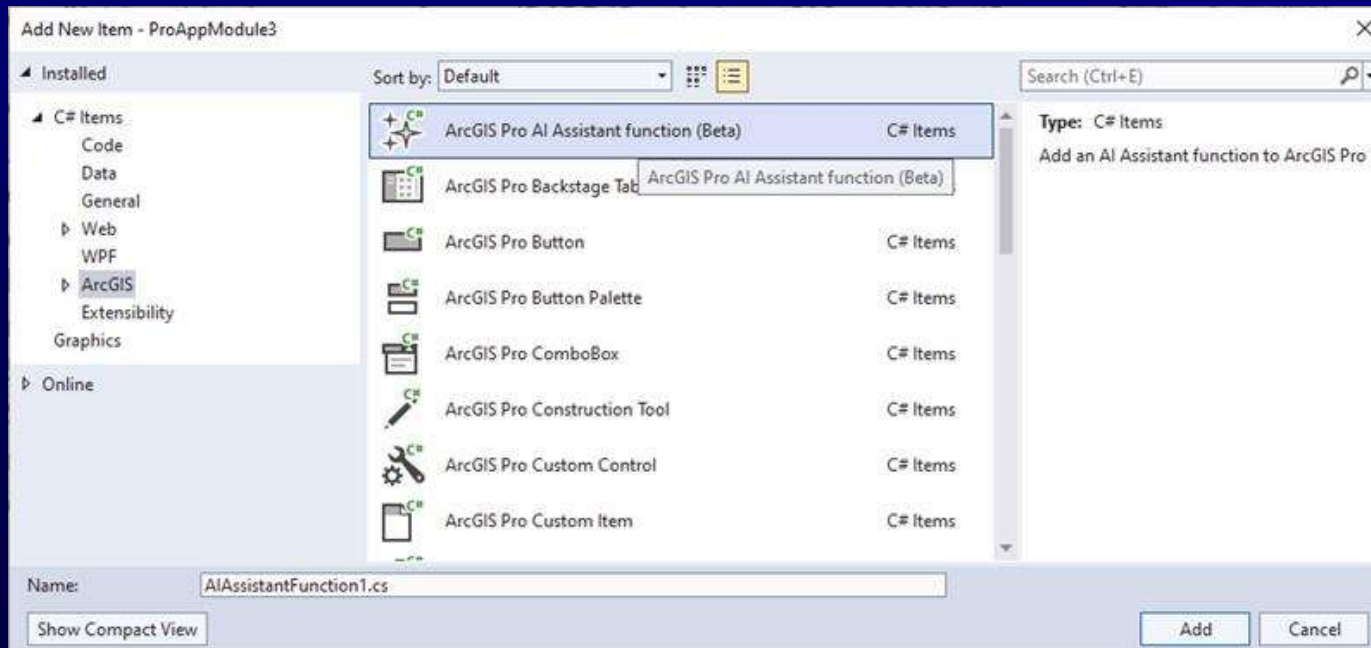 Add New Item - ProAppModule3
Installed
Sort by: Default
Search (Ctrl+E)
C# Items
Code
Data
General
Web
WPF
ArcGIS
Extensibility
Graphics
Online
ArcGIS Pro AI Assistant function (Beta) C# Items
ArcGIS Pro AI Assistant function (Beta)
ArcGIS Pro Backstage Tab
ArcGIS Pro Button C# Items
ArcGIS Pro Button Palette C# Items
ArcGIS Pro ComboBox C# Items
ArcGIS Pro Construction Tool C# Items
ArcGIS Pro Custom Control C# Items
ArcGIS Pro Custom Item C# Items
Type: C# Items
Add an AI Assistant function to ArcGIS Pro
Name: AIAssistantFunction1.cs
Show Compact View
Add
Cancel